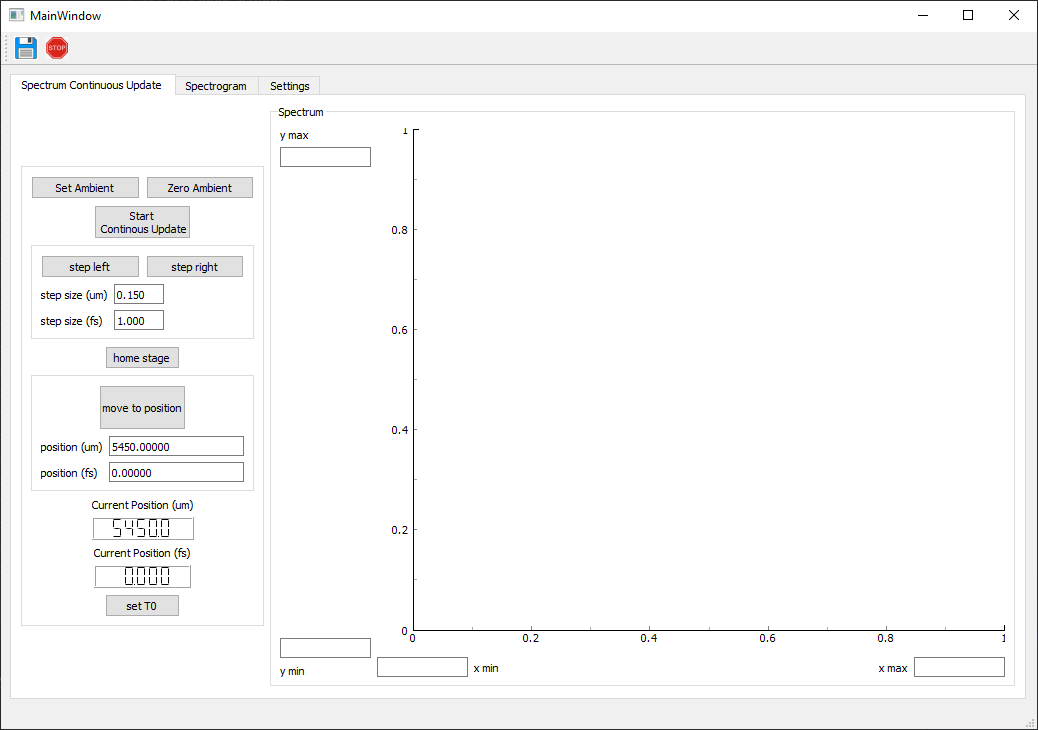 MainWindow
STOP
Spectrum Continuous Update
Spectrogram
Settings
Set Ambient
Zero Ambient
Start
Continous Update
step left
step right
step size (um)
0.150
step size (fs)
1.000
home stage
move to position
position (um)
5450.00000
position (fs)
0.00000
Current Position (um)
5450.0
Current Position (fs)
0.000
set T0
Spectrum
y max
1
0.8
0.6
0.4
0.2
0
0
0.2
0.4
0.6
0.8
1
y min
x min
x max